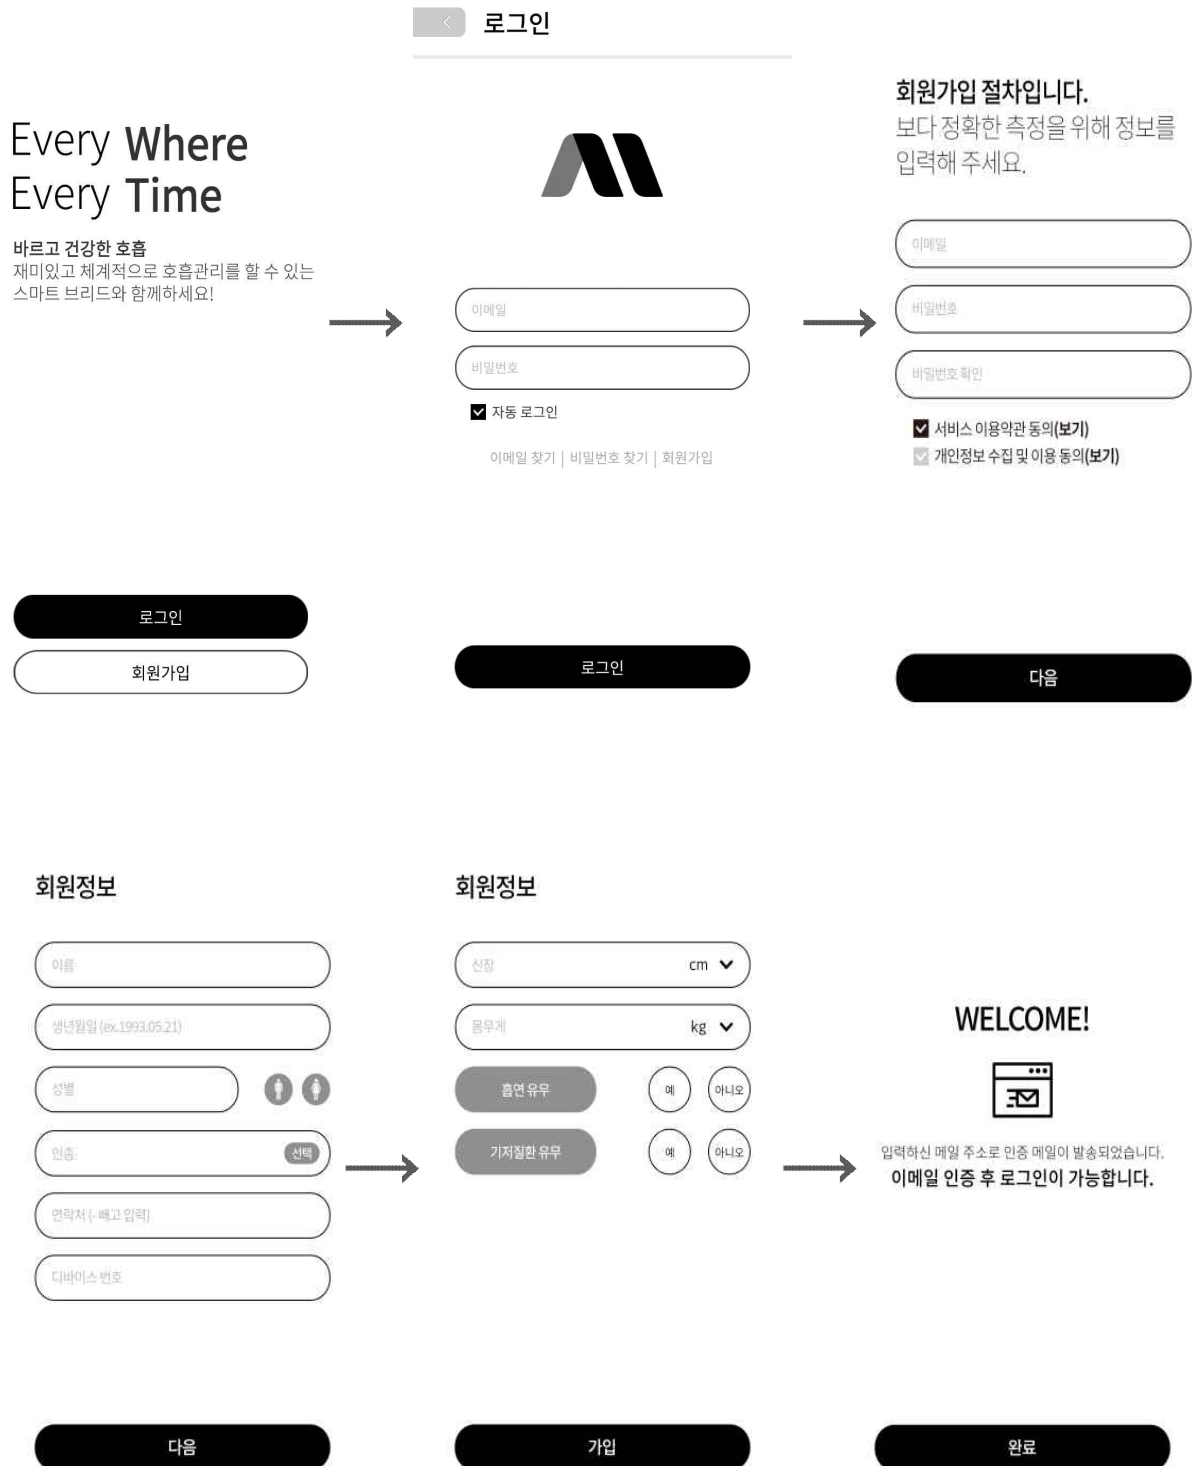 Every Where
Every Time
바르고 건강한 호흡
재미있고 체계적으로 호흡관리를 할 수 있는
스마트 브리드와 함께하세요!
로그인
회원가입
로그인
이메일
비밀번호
자동 로그인
이메일 찾기 | 비밀번호 찾기 | 회원가입
로그인
회원가입 절차입니다.
보다 정확한 측정을 위해 정보를
입력해 주세요.
이메일
비밀번호
비밀번호 확인
서비스 이용약관 동의(보기)
개인정보 수집 및 이용 동의(보기)
다음
회원정보
이름
생년월일 (ex.1993.05.21)
성별
인종 선택
연락처 (- 빼고 입력)
디바이스 번호
다음
회원정보
신장 cm
몸무게 kg
흡연 유무 예 아니오
기저질환 유무 예 아니오
가입
WELCOME!
입력하신 메일 주소로 인증 메일이 발송되었습니다.
이메일 인증 후 로그인이 가능합니다.
완료